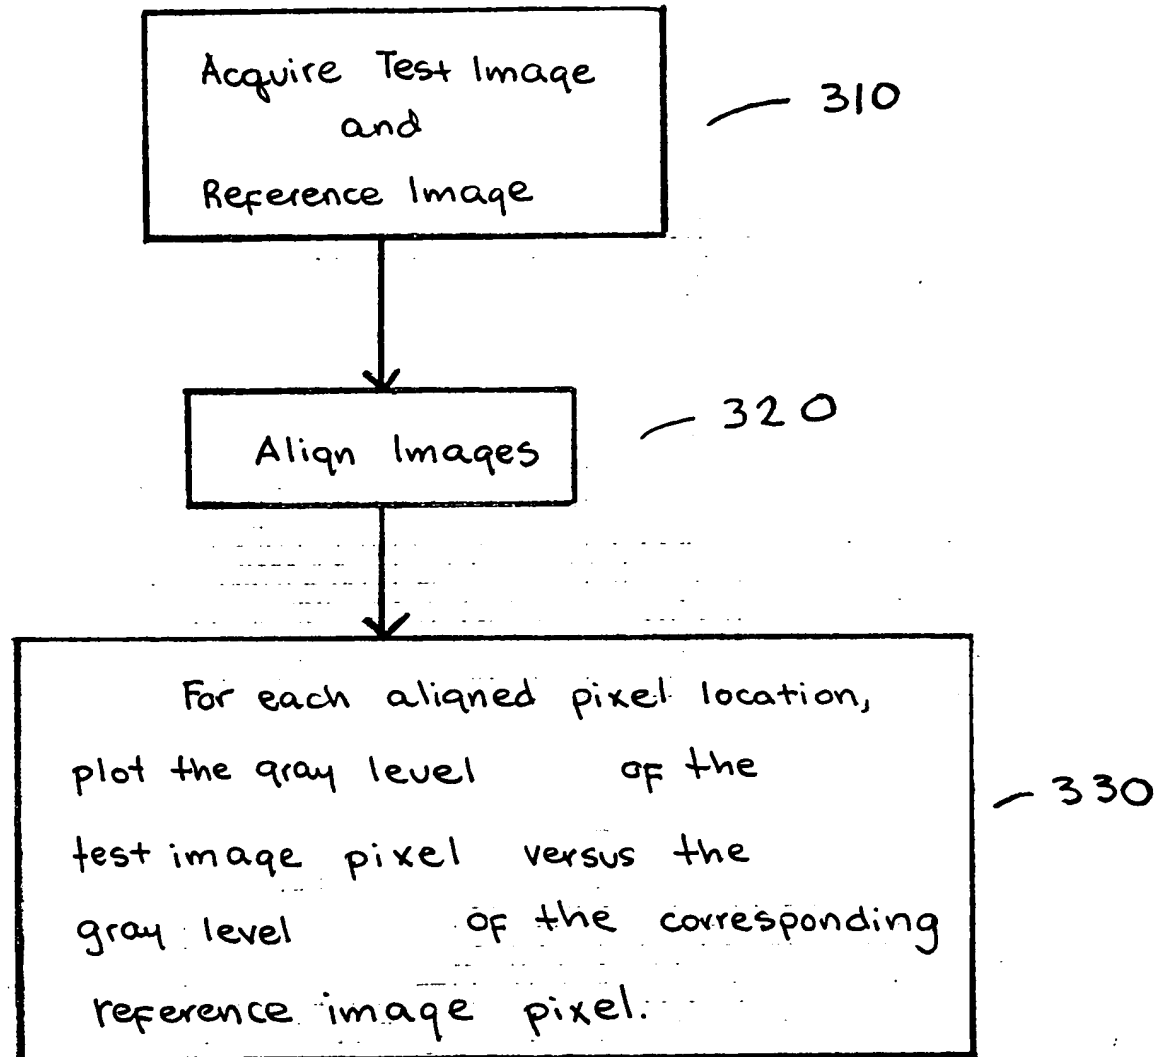 Acquire Test Image
and
Reference Image
310
Align Images
320
For each aligned pixel location,
plot the gray level of the
test image pixel versus the
gray level of the corresponding
reference image pixel.
330